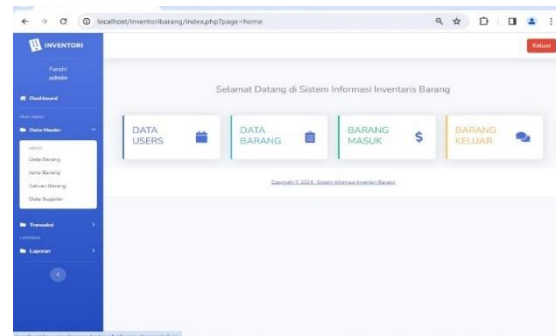 localhost/inventoribarang/index.php?page=home
INVENTORI
Keluar
Fandri
admin
Dashboard
Data Master
MENU
Data Barang
Jenis Barang
Satuan Barang
Data Supplier
Transaksi
LAPORAN
Laporan
Selamat Datang di Sistem Informasi Inventaris Barang
DATA
USERS
DATA
BARANG
BARANG
MASUK
BARANG
KELUAR
Copyright © 2024 Sistem Informasi Inventori Barang